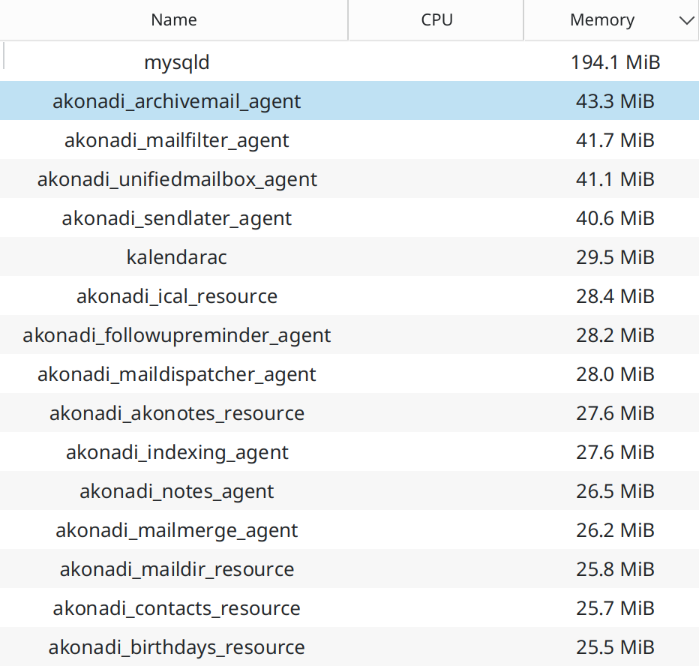 Name CPU Memory
mysqld 194.1 MiB
akonadi_archivemail_agent 43.3 MiB
akonadi_mailfilter_agent 41.7 MiB
akonadi_unifiedmailbox_agent 41.1 MiB
akonadi_sendlater_agent 40.6 MiB
kalendarac 29.5 MiB
akonadi_ical_resource 28.4 MiB
akonadi_followupreminder_agent 28.2 MiB
akonadi_maildispatcher_agent 28.0 MiB
akonadi_akonotes_resource 27.6 MiB
akonadi_indexing_agent 27.6 MiB
akonadi_notes_agent 26.5 MiB
akonadi_mailmerge_agent 26.2 MiB
akonadi_maildir_resource 25.8 MiB
akonadi_contacts_resource 25.7 MiB
akonadi_birthdays_resource 25.5 MiB